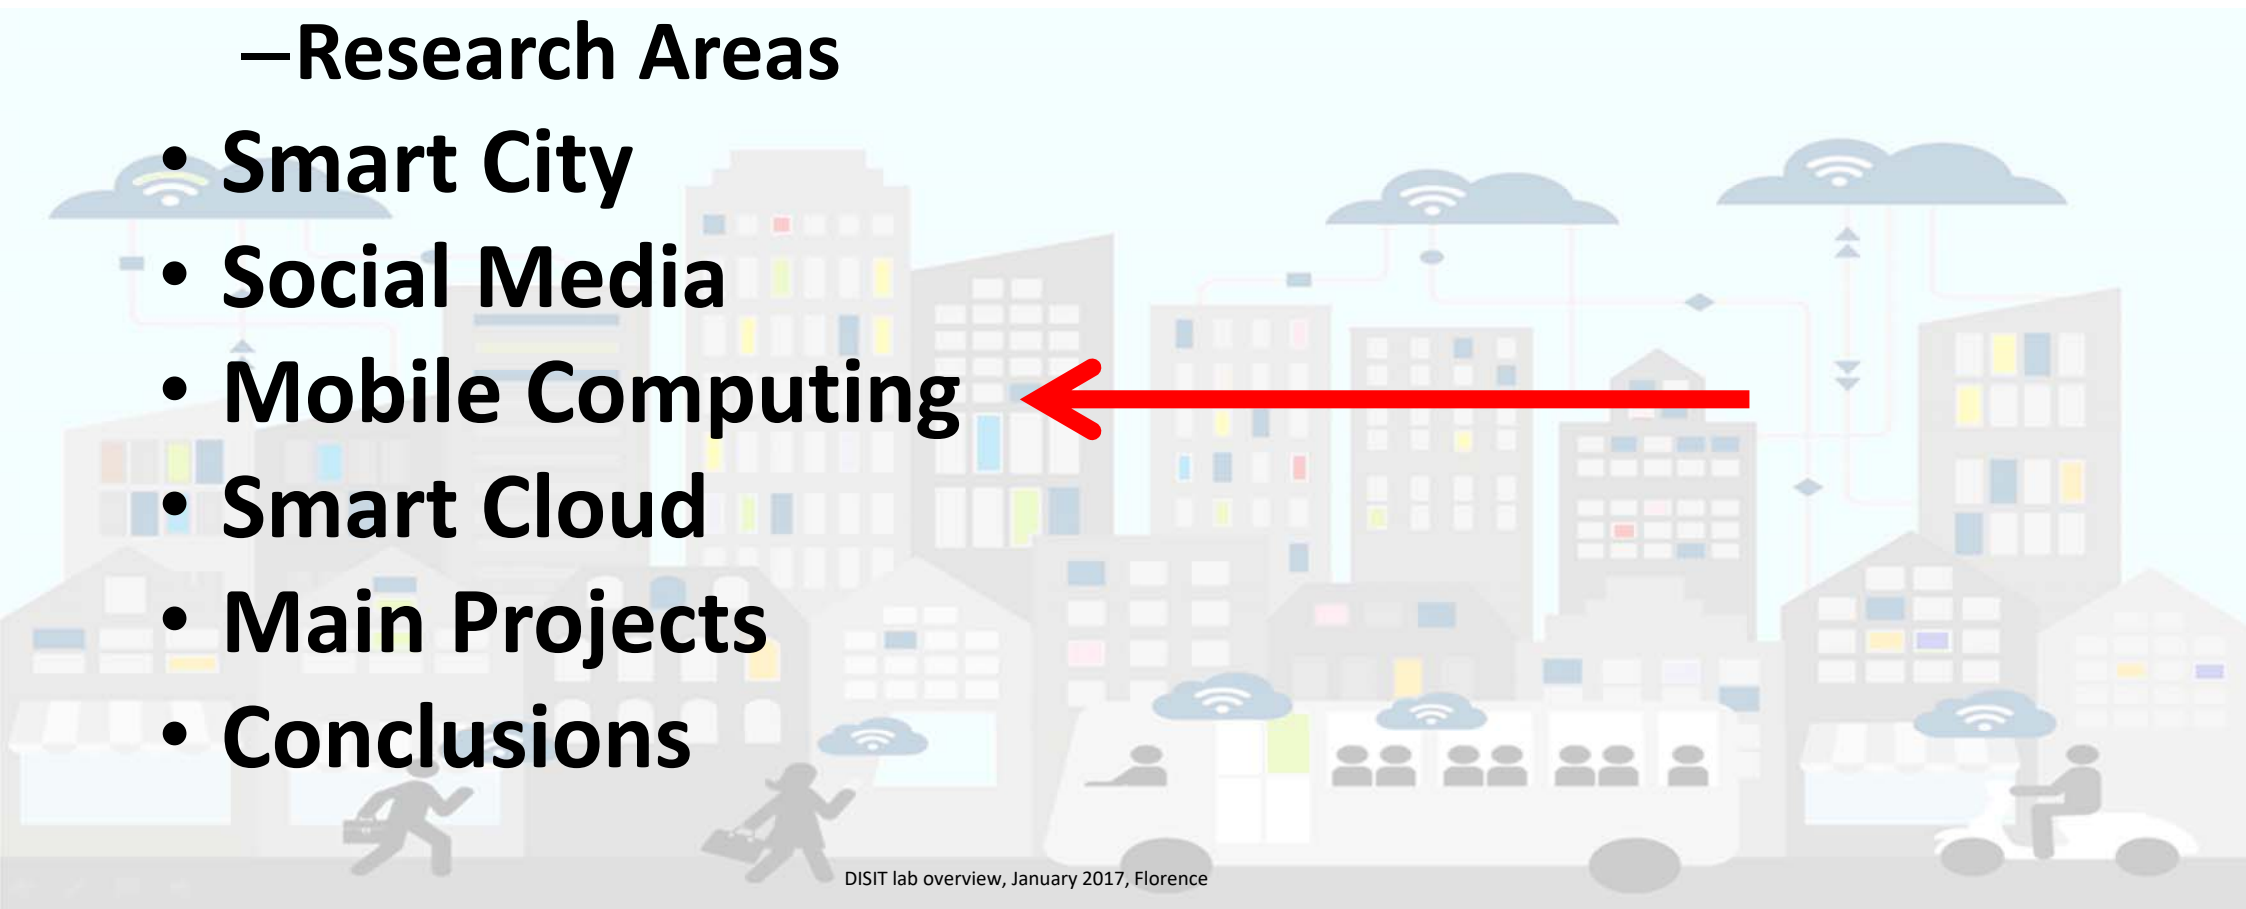 –Research Areas
• Smart City
• Social Media
• Mobile Computing
• Smart Cloud
• Main Projects
• Conclusions
DISIT lab overview, January 2017, Florence